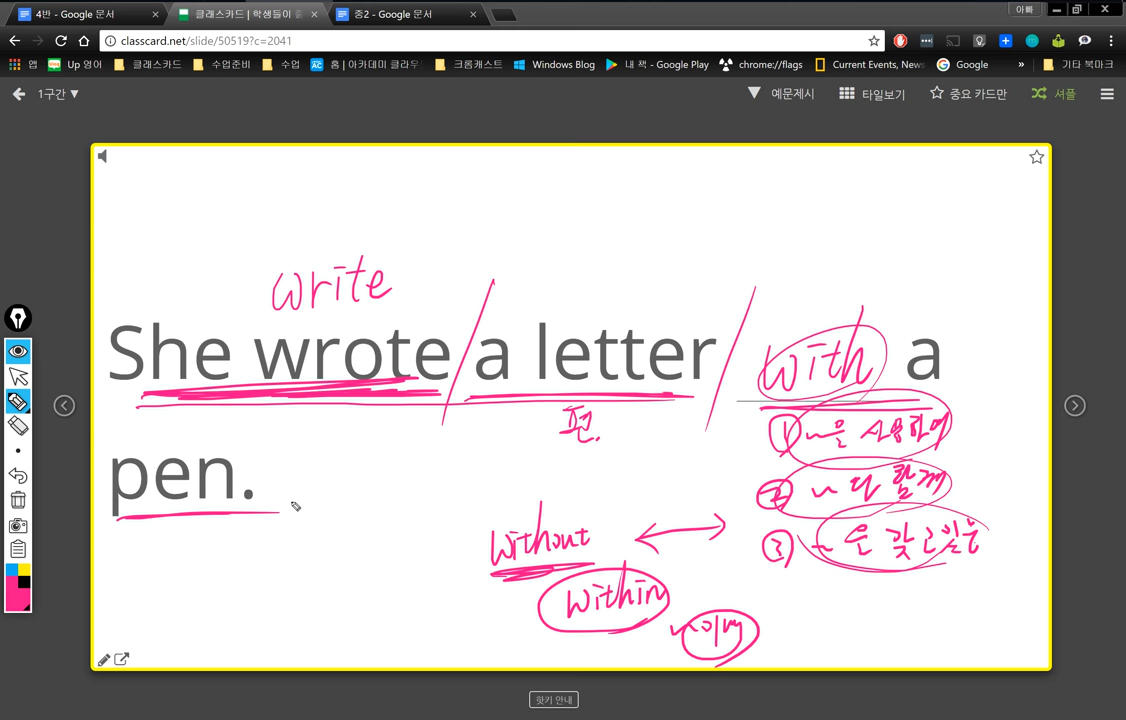 4반 - Google 문서
클래스카드 | 학생들이 즐
중2 - Google 문서
아빠
classcard.net/slide/50519?c=2041
앱 Up 영어 클래스카드 수업준비 수업 홈 | 아카데미 클라우 크롬캐스트 Windows Blog 내 책 - Google Play chrome://flags Current Events, New Google » 기타 북마크
1구간 ▼
예문제시 타일보기 중요 카드만 셔플
write
She wrote / a letter / with a
편.
① ~을 사용하여
pen.
② ~와 함께
without
③ ~을 갖고있는
within
~이내
핫키 안내